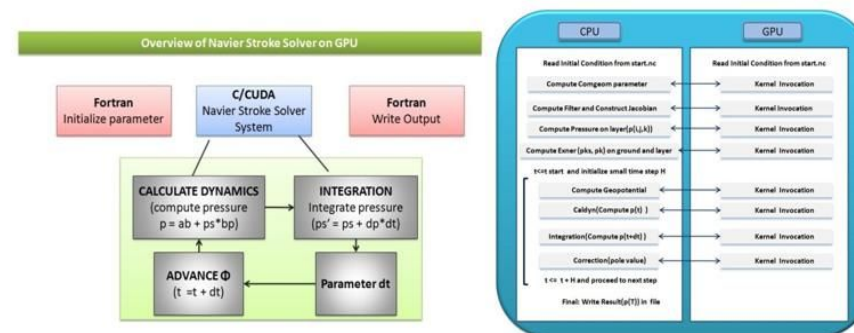 Overview of Navier Stroke Solver on GPU
Fortran
Initialize parameter
C/CUDA
Navier Stroke Solver
System
Fortran
Write Output
CALCULATE DYNAMICS
(compute pressure
p = ab + ps*bp)
INTEGRATION
Integrate pressure
(ps' = ps + dp*dt)
ADVANCE Φ
(t =t + dt)
Parameter dt
CPU
GPU
Read Initial Condition from start.nc
Read Initial Condition from start.nc
Compute Comgeom parameter
Kernel Invocation
Compute Filter and Construct Jacobian
Kernel Invocation
Compute Pressure on layer(p(i,j,k))
Kernel Invocation
Compute Exner (pks, pk) on ground and layer
Kernel Invocation
t<=t start and initialize small time step H
Compute Geopotential
Kernel Invocation
Caldyn(Compute p(t) )
Kernel Invocation
Integration(Compute p(t+dt) )
Kernel Invocation
Correction(pole value)
Kernel Invocation
t <= t + H and proceed to next step
Final: Write Result(p(T)) in file